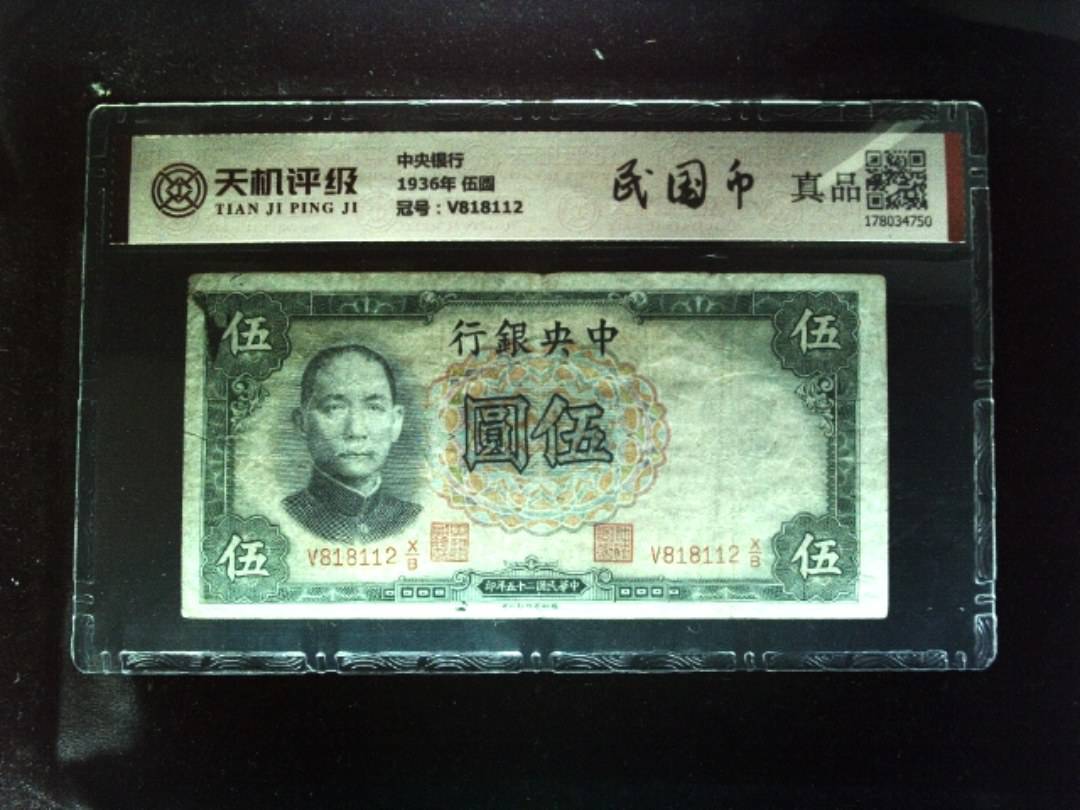 天机评级
TIAN JI PING JI
中央银行
1936年 伍圆
冠号：V818112
民国币
真品
178034750
伍
行銀央中
伍
圓伍
V818112 X/B
V818112 X/B
伍
印年五十二國民華中
伍